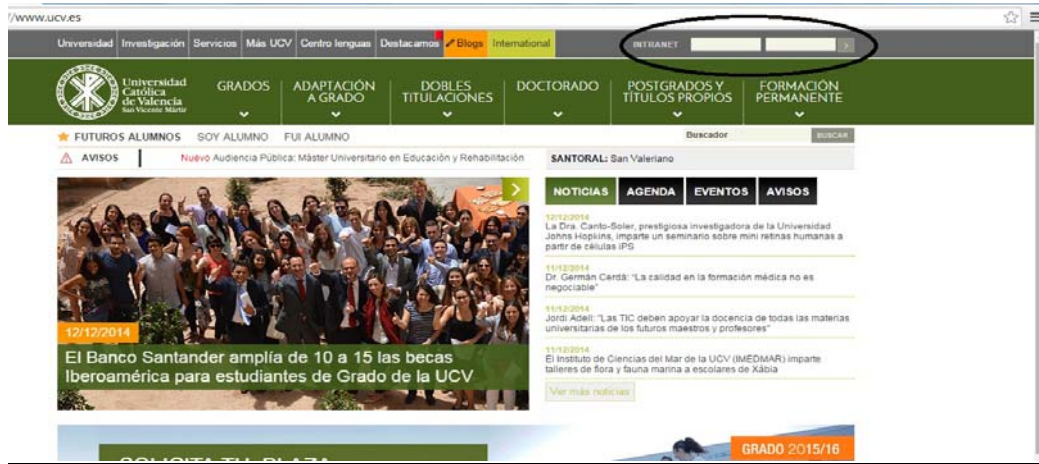 //www.ucv.es
Universidad Investigación Servicios Más UCV Centro lenguas Destacamos Blogs International INTRANET
Universidad
Católica
de Valencia
San Vicente Mártir
GRADOS
ADAPTACIÓN
A GRADO
DOBLES
TITULACIONES
DOCTORADO
POSTGRADOS Y
TÍTULOS PROPIOS
FORMACIÓN
PERMANENTE
FUTUROS ALUMNOS SOY ALUMNO FUI ALUMNO Buscador BUSCAR
AVISOS Nuevo Audiencia Pública: Máster Universitario en Educación y Rehabilitación
SANTORAL: San Valeriano
12/12/2014
El Banco Santander amplía de 10 a 15 las becas
Iberoamérica para estudiantes de Grado de la UCV
NOTICIAS AGENDA EVENTOS AVISOS
12/12/2014
La Dra. Canto-Soler, prestigiosa investigadora de la Universidad
Johns Hopkins, imparte un seminario sobre mini retinas humanas a
partir de células iPS
11/12/2014
Dr. Germán Cerdá: "La calidad en la formación médica no es
negociable"
11/12/2014
Jordi Adell: "Las TIC deben apoyar la docencia de todas las materias
universitarias de los futuros maestros y profesores"
11/12/2014
El Instituto de Ciencias del Mar de la UCV (IMEDMAR) imparte
talleres de flora y fauna marina a escolares de
Xàbia
Ver más noticias
SOLICITA TU PLAZA
GRADO 2015/16